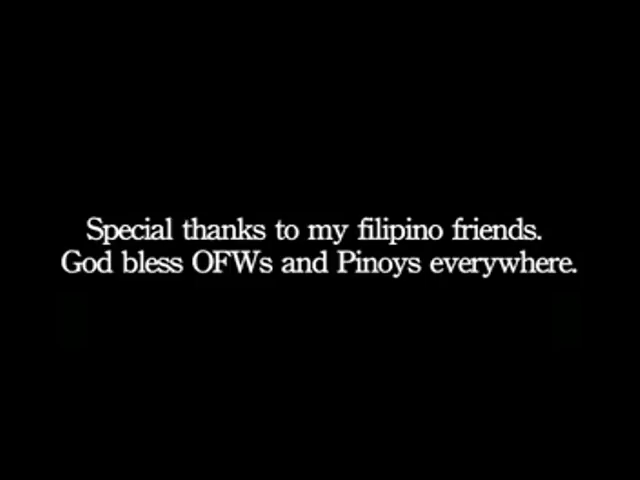 Special thanks to my filipino friends.
God bless OFWs and Pinoys everywhere.